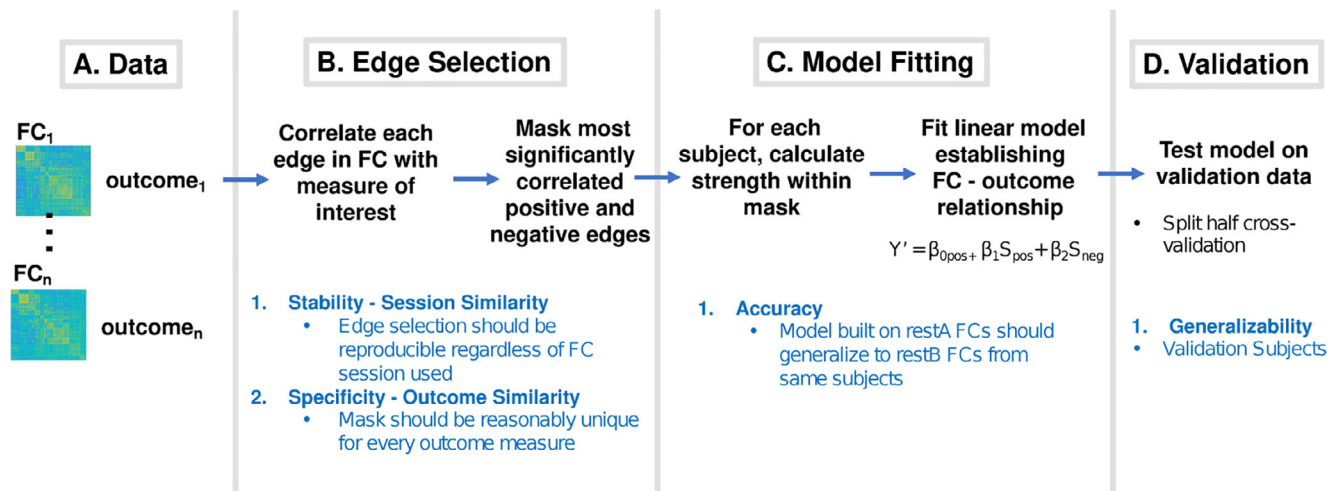 A. Data
FC1
outcome1
FCn
outcomen
B. Edge Selection
Correlate each
edge in FC with
measure of
interest
Mask most
significantly
correlated
positive and
negative edges
1. Stability - Session Similarity
• Edge selection should be
reproducible regardless of FC
session used
2. Specificity - Outcome Similarity
• Mask should be reasonably unique
for every outcome measure
C. Model Fitting
For each
subject, calculate
strength within
mask
Fit linear model
establishing
FC - outcome
relationship
Y' = β0pos+ β1Spos + β2Sneg
1. Accuracy
• Model built on restA FCs should
generalize to restB FCs from
same subjects
D. Validation
Test model on
validation data
• Split half cross-
validation
1. Generalizability
• Validation Subjects